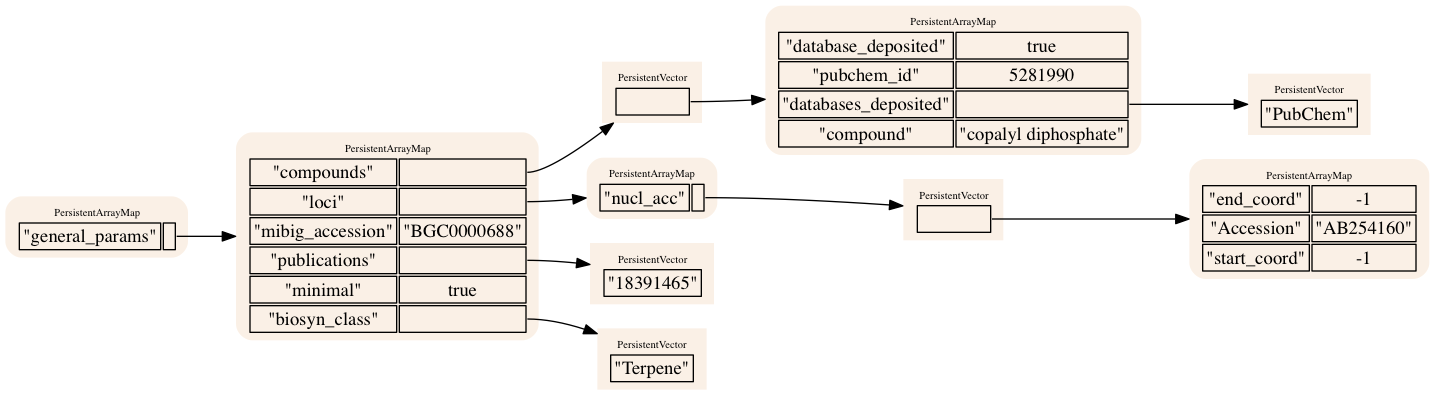 PersistentArrayMap
"general_params"
PersistentArrayMap
"compounds"
"loci"
"mibig_accession" "BGC0000688"
"publications"
"minimal" true
"biosyn_class"
PersistentVector
PersistentArrayMap
"database_deposited" true
"pubchem_id" 5281990
"databases_deposited"
"compound" "copalyl diphosphate"
PersistentVector
"PubChem"
PersistentArrayMap
"nucl_acc"
PersistentVector
PersistentArrayMap
"end_coord" -1
"Accession" "AB254160"
"start_coord" -1
PersistentVector
"18391465"
PersistentVector
"Terpene"